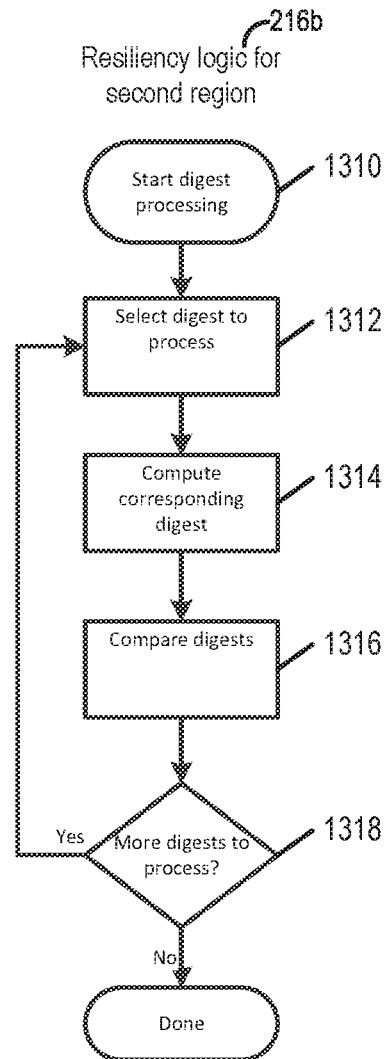 216b
Resiliency logic for
second region
Start digest
processing
1310
Select digest to
process
1312
Compute
corresponding
digest
1314
Compare digests
1316
Yes
More digests to
process?
1318
No
Done